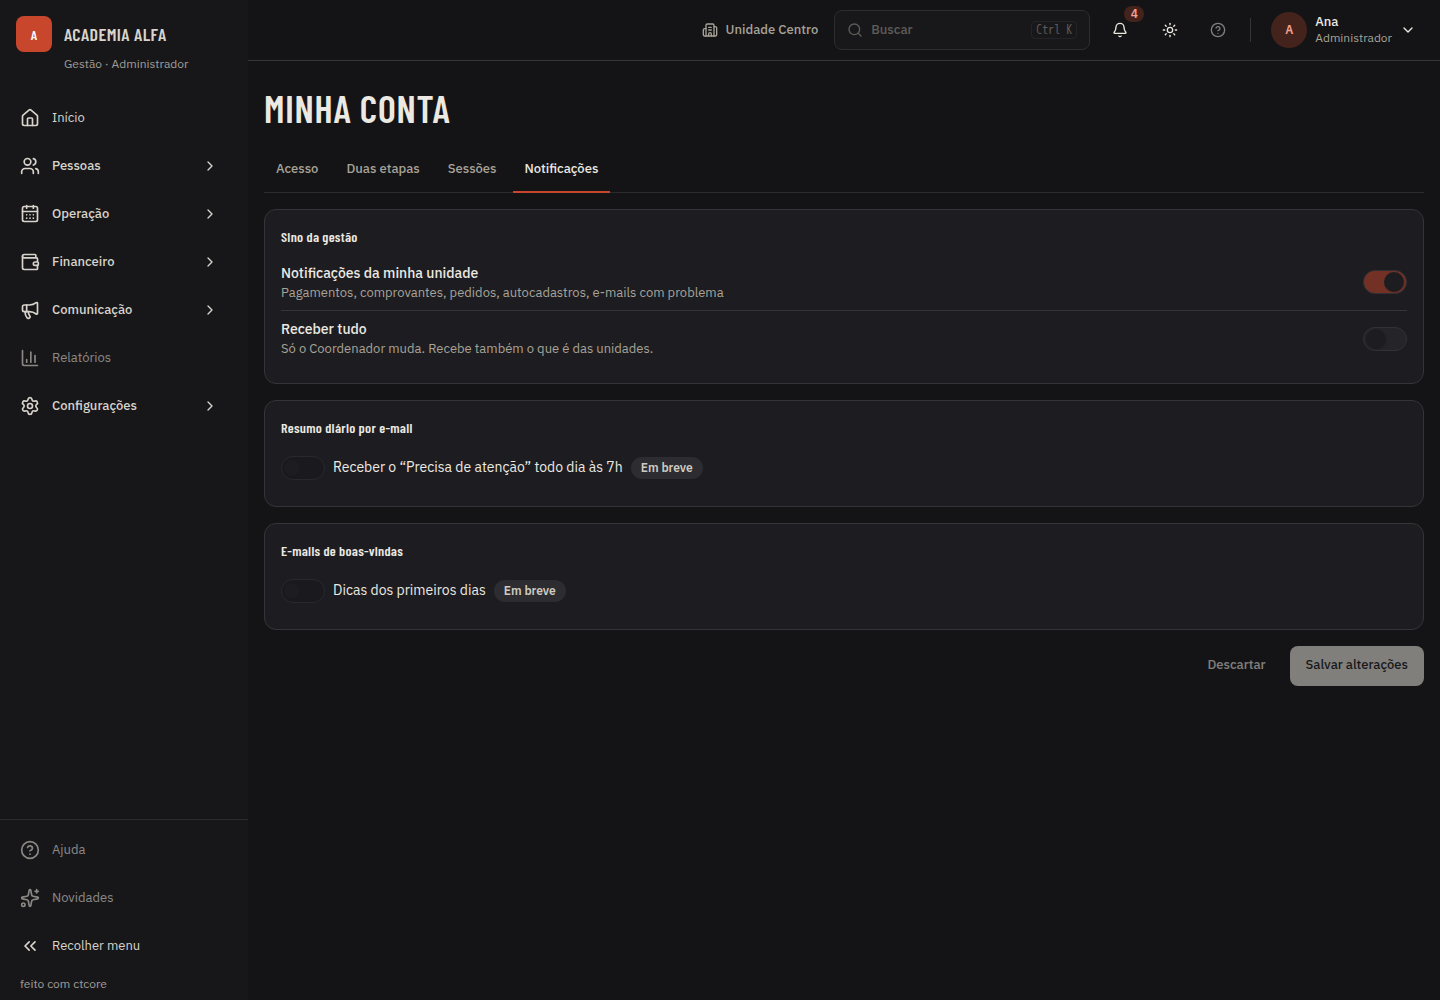 A
ACADEMIA ALFA
Gestão · Administrador
Início
Pessoas
Operação
Financeiro
Comunicação
Relatórios
Configurações
Ajuda
Novidades
Recolher menu
feito com ctcore
Unidade Centro
Buscar
Ctrl K
4
A
Ana
Administrador
MINHA CONTA
Acesso
Duas etapas
Sessões
Notificações
Sino da gestão
Notificações da minha unidade
Pagamentos, comprovantes, pedidos, autocadastros, e-mails com problema
Receber tudo
Só o Coordenador muda. Recebe também o que é das unidades.
Resumo diário por e-mail
Receber o “Precisa de atenção” todo dia às 7h
Em breve
E-mails de boas-vindas
Dicas dos primeiros dias
Em breve
Descartar
Salvar alterações